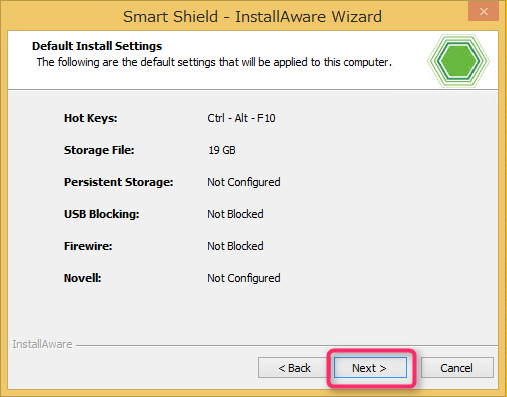 Smart Shield - InstallAware Wizard
Default Install Settings
The following are the default settings that will be applied to this computer.
Hot Keys: Ctrl - Alt - F10
Storage File: 19 GB
Persistent Storage: Not Configured
USB Blocking: Not Blocked
Firewire: Not Blocked
Novell: Not Configured
InstallAware
< Back Next > Cancel